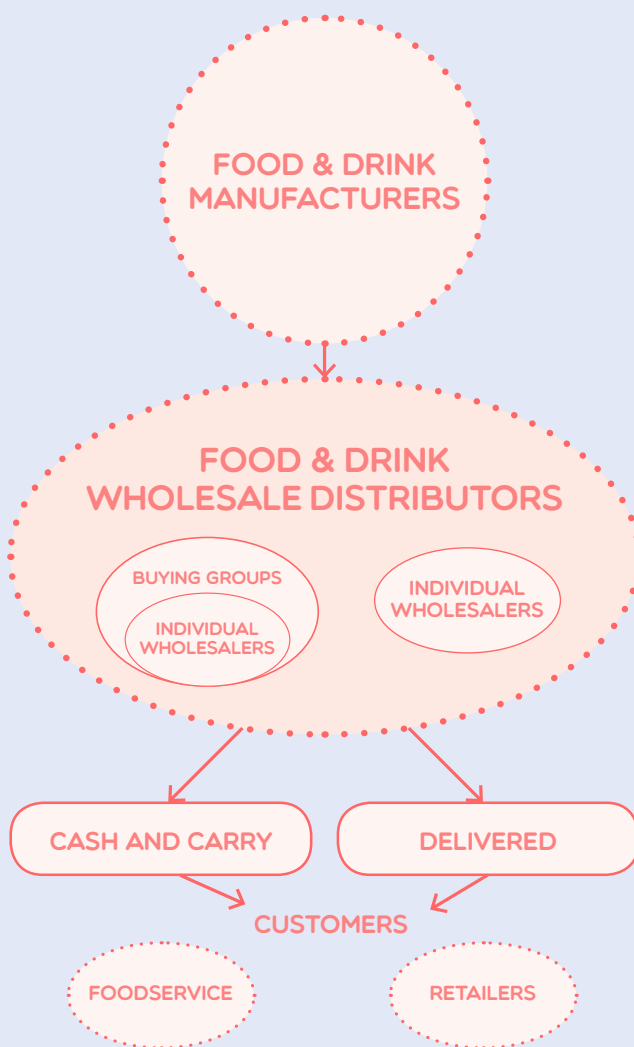 FOOD & DRINK
MANUFACTURERS
FOOD & DRINK
WHOLESALE DISTRIBUTORS
BUYING GROUPS
INDIVIDUAL
WHOLESALERS
INDIVIDUAL
WHOLESALERS
CASH AND CARRY
DELIVERED
CUSTOMERS
FOODSERVICE
RETAILERS